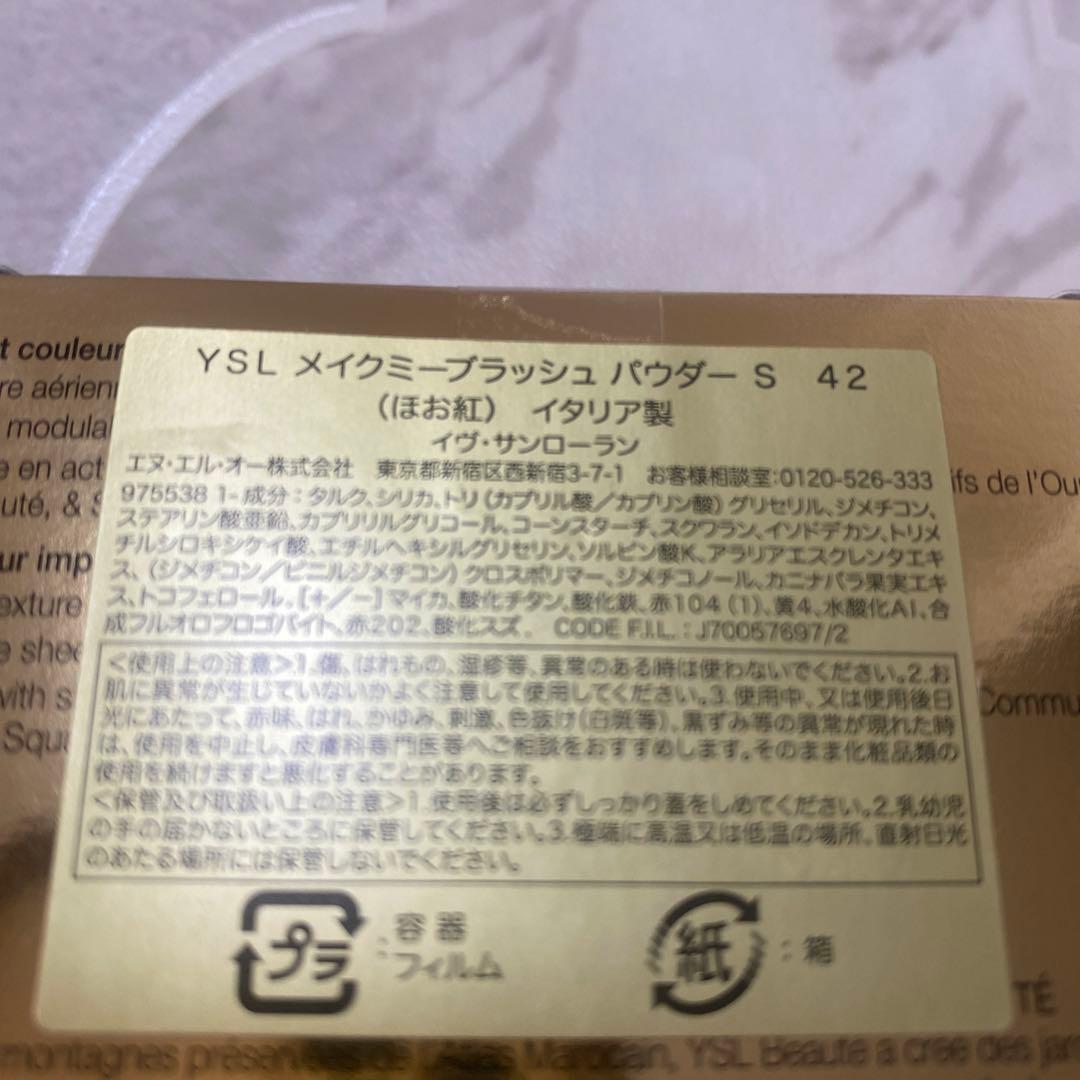 YSL メイクミーブラッシュ パウダー S 42
(ほお紅) イタリア製
イヴ・サンローラン
エヌ・エル・オー株式会社 東京都新宿区西新宿3-7-1 お客様相談室:0120-526-333
975538 1- 成分：タルク、シリカ、トリ（カプリル酸／カプリン酸）グリセリル、ジメチコン、
ステアリン酸亜鉛、カプリリルグリコール、コーンスターチ、スクワラン、イソドデカン、トリメ
チルシロキシケイ酸、エチルヘキシルグリセリン、ソルビン酸K、アラリアエスクレンタエキ
ス、（ジメチコン／ビニルジメチコン）クロスポリマー、ジメチコノール、カニナバラ果実エキ
ス、トコフェロール、[+/-]マイカ、酸化チタン、酸化鉄、赤104（1）、黄4、水酸化Al、合
成フルオロフロゴパイト、赤202、酸化スズ CODE F.I.L.：J70057697/2
＜使用上の注意＞1.傷、はれもの、湿疹等、異常のある時は使わないでください。2.お
肌に異常が生じていないかよく注意して使用してください。3.使用中、又は使用後日
光にあたって、赤味、はれ、かゆみ、刺激、色抜け（白斑等）、黒ずみ等の異常が現れた時
は、使用を中止し、皮膚科専門医等へご相談をおすすめします。そのまま化粧品類の
使用を続けますと悪化することがあります。
＜保管及び取扱い上の注意＞1.使用後は必ずしっかり蓋をしめてください。2.乳幼児
の手の届かないところに保管してください。3.極端に高温又は低温の場所、直射日光
のあたる場所には保管しないでください。
プラ：容器
フィルム
紙：箱
t couleur
re aérien
modula
e en act
uté, & S
ifs de l'Ou
ur imp
exture
e shee
with s
Commu
Squ
TÉ
montagnes préservées de l'Atlas Marocain, YSL Beauté a créé des jar